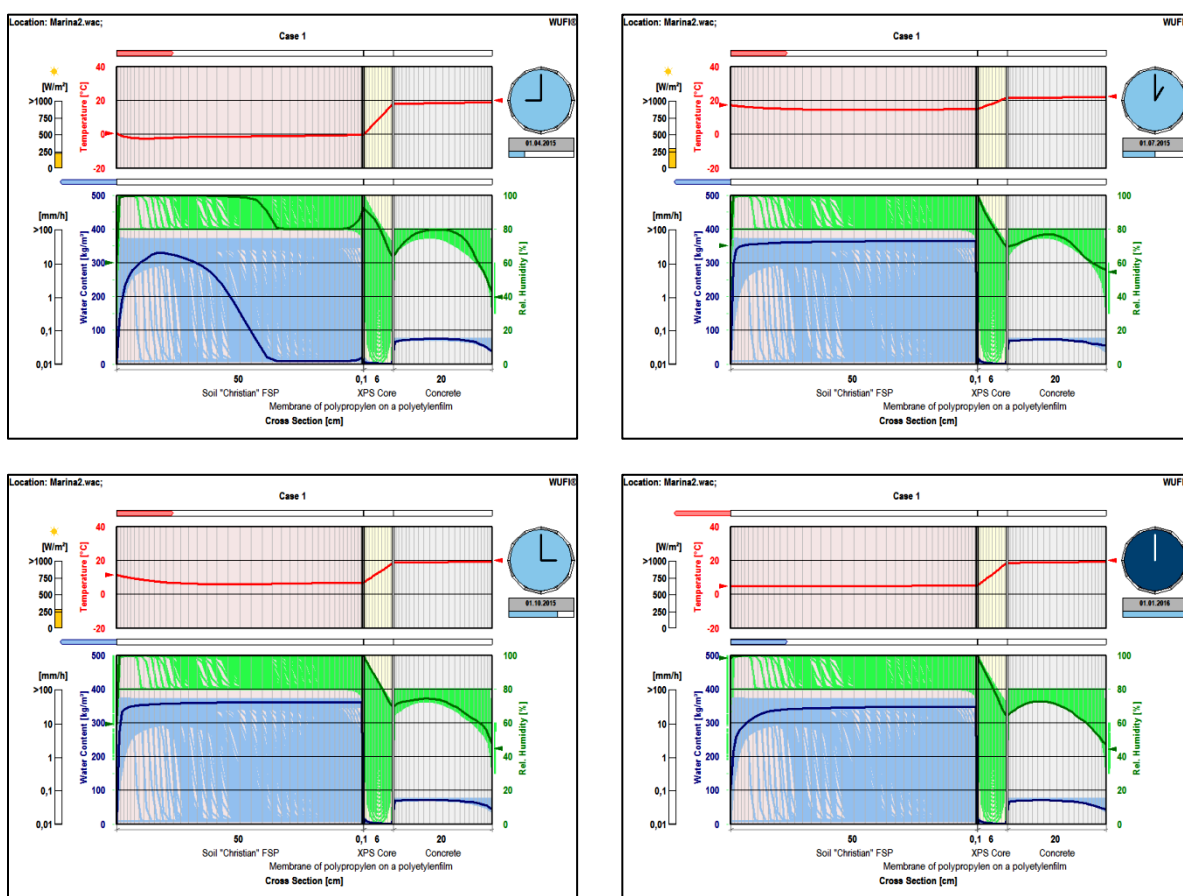 Location: Marina2.wac; WUFI®
Case 1
[W/m²]
>1000
750
500
250
0
Temperature [°C]
40
20
0
-20
01.04.2015
[mm/h]
>100
10
1
0,1
0,01
Water Content [kg/m³]
500
400
300
200
100
0
100
80
60
40
20
0
Rel. Humidity [%]
50 0,1 6 20
Soil "Christian" FSP XPS Core Concrete
Membrane of polypropylen on a polyetylenfilm
Cross Section [cm]
Location: Marina2.wac; WUFI®
Case 1
[W/m²]
>1000
750
500
250
0
Temperature [°C]
40
20
0
-20
01.07.2015
[mm/h]
>100
10
1
0,1
0,01
Water Content [kg/m³]
500
400
300
200
100
0
100
80
60
40
20
0
Rel. Humidity [%]
50 0,1 6 20
Soil "Christian" FSP XPS Core Concrete
Membrane of polypropylen on a polyetylenfilm
Cross Section [cm]
Location: Marina2.wac; WUFI®
Case 1
[W/m²]
>1000
750
500
250
0
Temperature [°C]
40
20
0
-20
01.10.2015
[mm/h]
>100
10
1
0,1
0,01
Water Content [kg/m³]
500
400
300
200
100
0
100
80
60
40
20
0
Rel. Humidity [%]
50 0,1 6 20
Soil "Christian" FSP XPS Core Concrete
Membrane of polypropylen on a polyetylenfilm
Cross Section [cm]
Location: Marina2.wac; WUFI®
Case 1
[W/m²]
>1000
750
500
250
0
Temperature [°C]
40
20
0
-20
01.01.2016
[mm/h]
>100
10
1
0,1
0,01
Water Content [kg/m³]
500
400
300
200
100
0
100
80
60
40
20
0
Rel. Humidity [%]
50 0,1 6 20
Soil "Christian" FSP XPS Core Concrete
Membrane of polypropylen on a polyetylenfilm
Cross Section [cm]